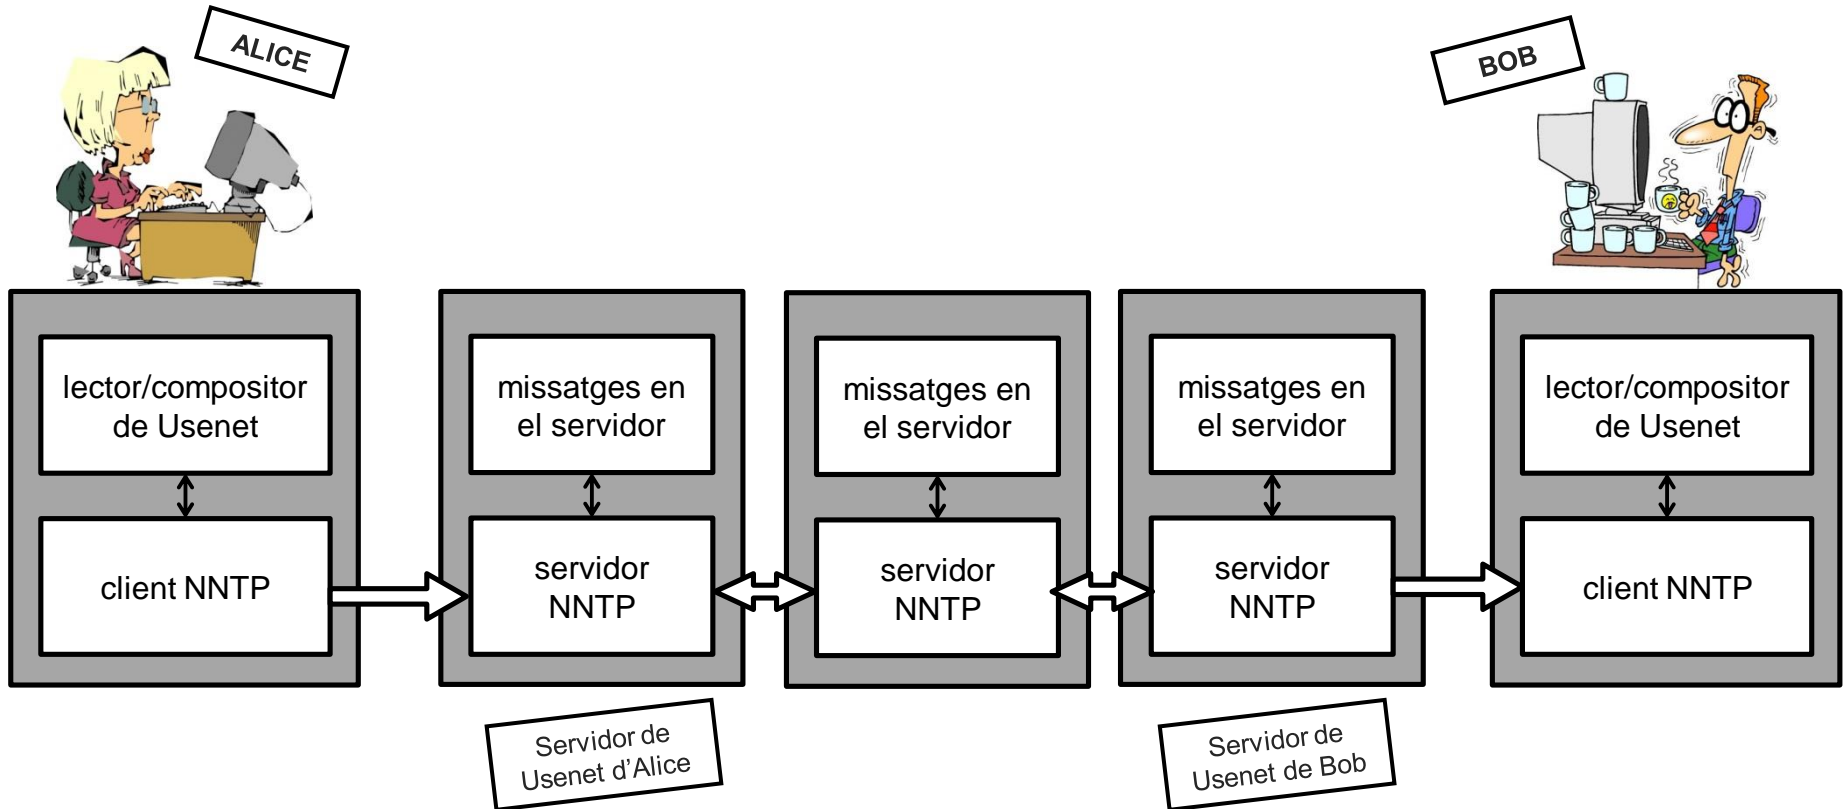 ALICE
BOB
lector/compositor
de Usenet
missatges en
el servidor
missatges en
el servidor
missatges en
el servidor
lector/compositor
de Usenet
client NNTP
servidor
NNTP
servidor
NNTP
servidor
NNTP
client NNTP
Servidor de
Usenet d’Alice
Servidor de
Usenet de Bob